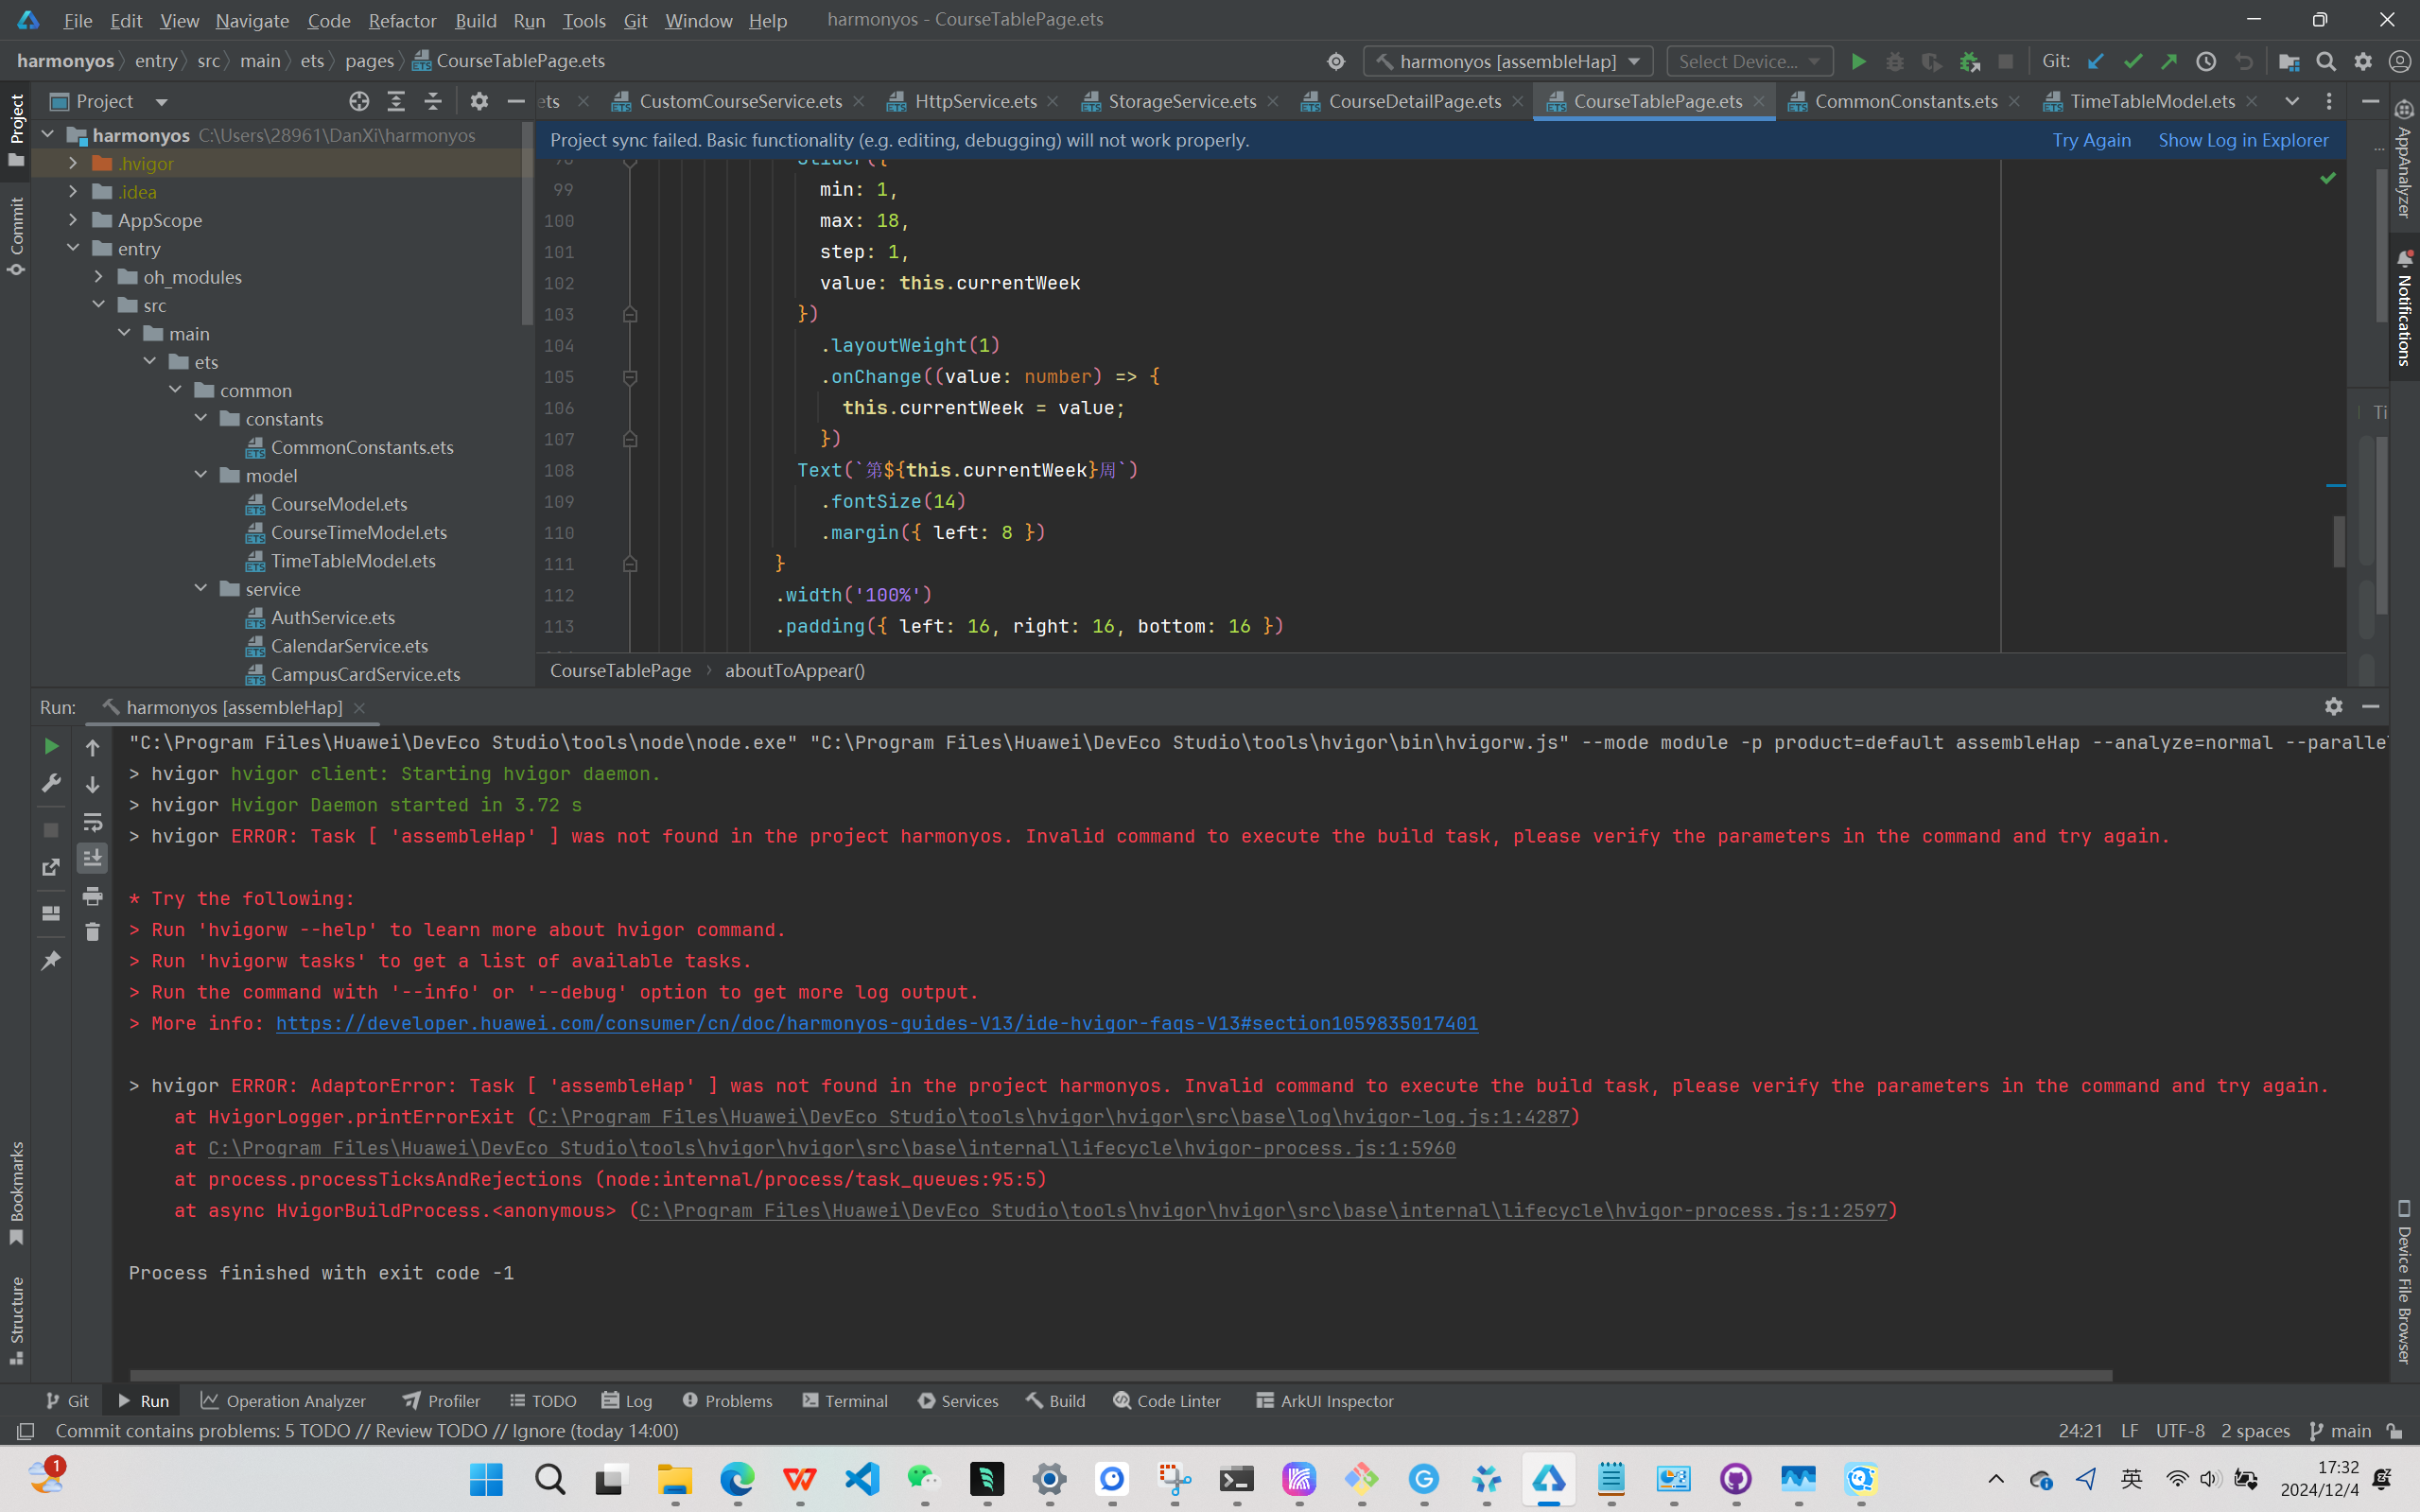 File Edit View Navigate Code Refactor Build Run Tools Git Window Help harmonyos - CourseTablePage.ets
harmonyos entry src main ets pages CourseTablePage.ets harmonyos [assembleHap] Select Device... Git:
Project ets CustomCourseService.ets HttpService.ets StorageService.ets CourseDetailPage.ets CourseTablePage.ets CommonConstants.ets TimeTableModel.ets
Project
Commit
Bookmarks
Structure
AppAnalyzer
Notifications
Device File Browser
harmonyos C:\Users\28961\DanXi\harmonyos
.hvigor
.idea
AppScope
entry
oh_modules
src
main
ets
common
constants
CommonConstants.ets
model
CourseModel.ets
CourseTimeModel.ets
TimeTableModel.ets
service
AuthService.ets
CalendarService.ets
CampusCardService.ets
Project sync failed. Basic functionality (e.g. editing, debugging) will not work properly. Try Again Show Log in Explorer
98 Slider({
99 min: 1,
100 max: 18,
101 step: 1,
102 value: this.currentWeek
103 })
104 .layoutWeight(1)
105 .onChange((value: number) => {
106 this.currentWeek = value;
107 })
108 Text(`第${this.currentWeek}周`)
109 .fontSize(14)
110 .margin({ left: 8 })
111 }
112 .width('100%')
113 .padding({ left: 16, right: 16, bottom: 16 })
Ti
CourseTablePage aboutToAppear()
Run: harmonyos [assembleHap]
"C:\Program Files\Huawei\DevEco Studio\tools\node\node.exe" "C:\Program Files\Huawei\DevEco Studio\tools\hvigor\bin\hvigorw.js" --mode module -p product=default assembleHap --analyze=normal --paralle
> hvigor hvigor client: Starting hvigor daemon.
> hvigor Hvigor Daemon started in 3.72 s
> hvigor ERROR: Task [ 'assembleHap' ] was not found in the project harmonyos. Invalid command to execute the build task, please verify the parameters in the command and try again.
* Try the following:
> Run 'hvigorw --help' to learn more about hvigor command.
> Run 'hvigorw tasks' to get a list of available tasks.
> Run the command with '--info' or '--debug' option to get more log output.
> More info: https://developer.huawei.com/consumer/cn/doc/harmonyos-guides-V13/ide-hvigor-faqs-V13#section1059835017401
> hvigor ERROR: AdaptorError: Task [ 'assembleHap' ] was not found in the project harmonyos. Invalid command to execute the build task, please verify the parameters in the command and try again.
at HvigorLogger.printErrorExit (C:\Program Files\Huawei\DevEco Studio\tools\hvigor\hvigor\src\base\log\hvigor-log.js:1:4287)
at C:\Program Files\Huawei\DevEco Studio\tools\hvigor\hvigor\src\base\internal\lifecycle\hvigor-process.js:1:5960
at process.processTicksAndRejections (node:internal/process/task_queues:95:5)
at async HvigorBuildProcess.<anonymous> (C:\Program Files\Huawei\DevEco Studio\tools\hvigor\hvigor\src\base\internal\lifecycle\hvigor-process.js:1:2597)
Process finished with exit code -1
Git Run Operation Analyzer Profiler TODO Log Problems Terminal Services Build Code Linter ArkUI Inspector
Commit contains problems: 5 TODO // Review TODO // Ignore (today 14:00) 24:21 LF UTF-8 2 spaces main
1 英 17:32
2024/12/4